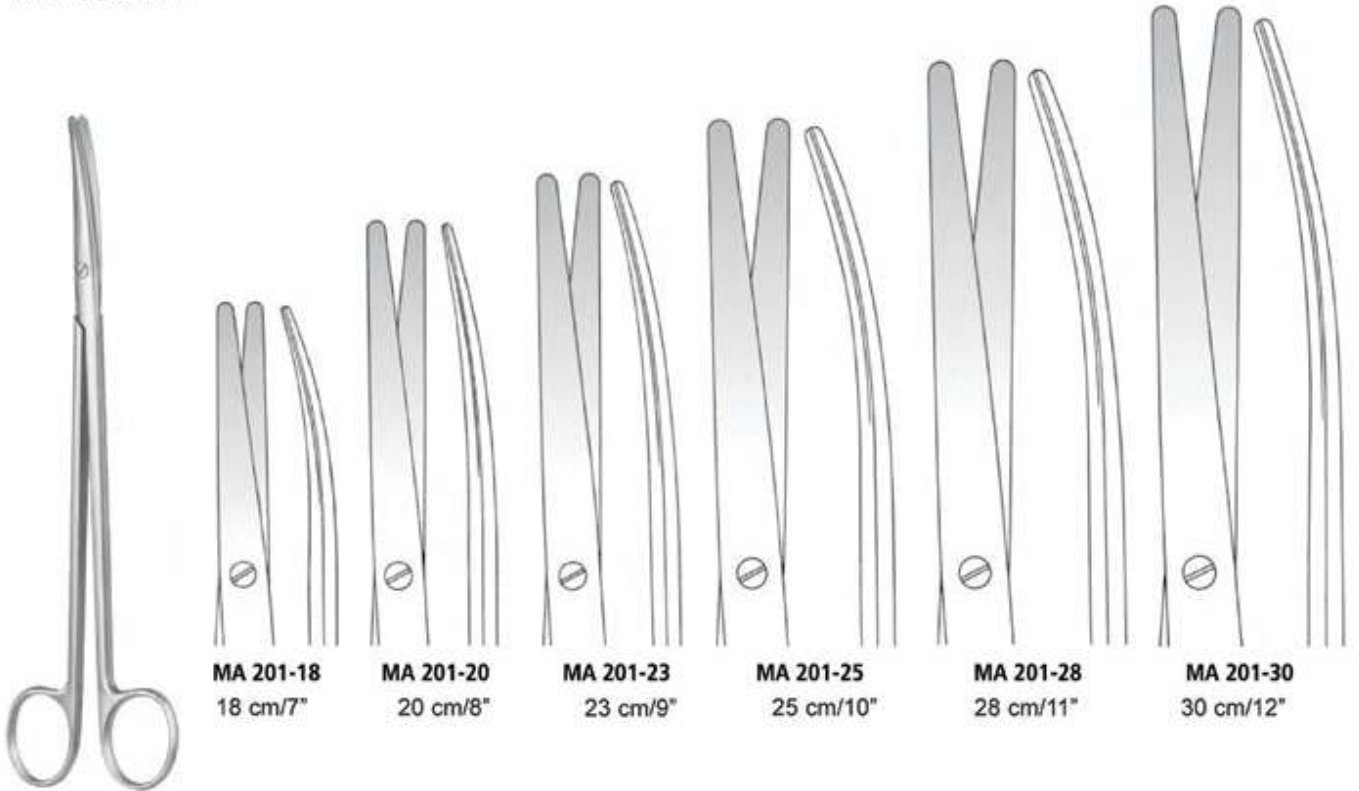 MA 201-18
MA 201-20
MA 201-23
MA 201-25
MA 201-28
MA 201-30
18 cm/7"
20 cm/8"
23 cm/9"
25 cm/10"
28 cm/11"
30 cm/12"